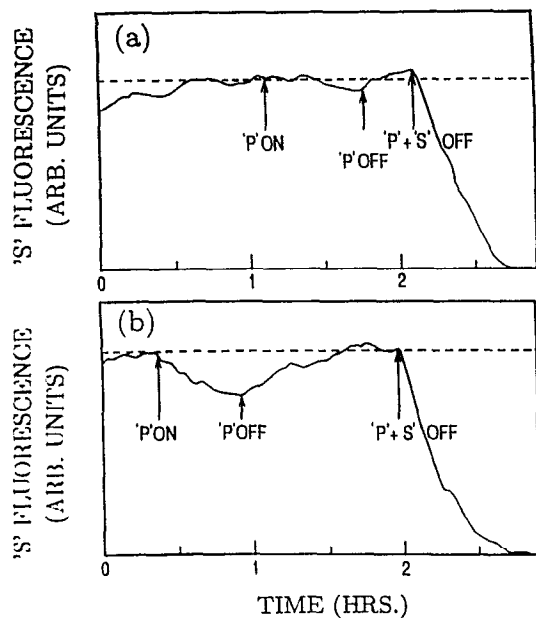 (a)
'S' FLUORESCENCE
(ARB. UNITS)
'P' ON
'P' OFF
'P'+'S' OFF
0 1 2
(b)
'S' FLUORESCENCE
(ARB. UNITS)
'P' ON
'P' OFF
'P'+ S' OFF
0 1 2
TIME (HRS.)